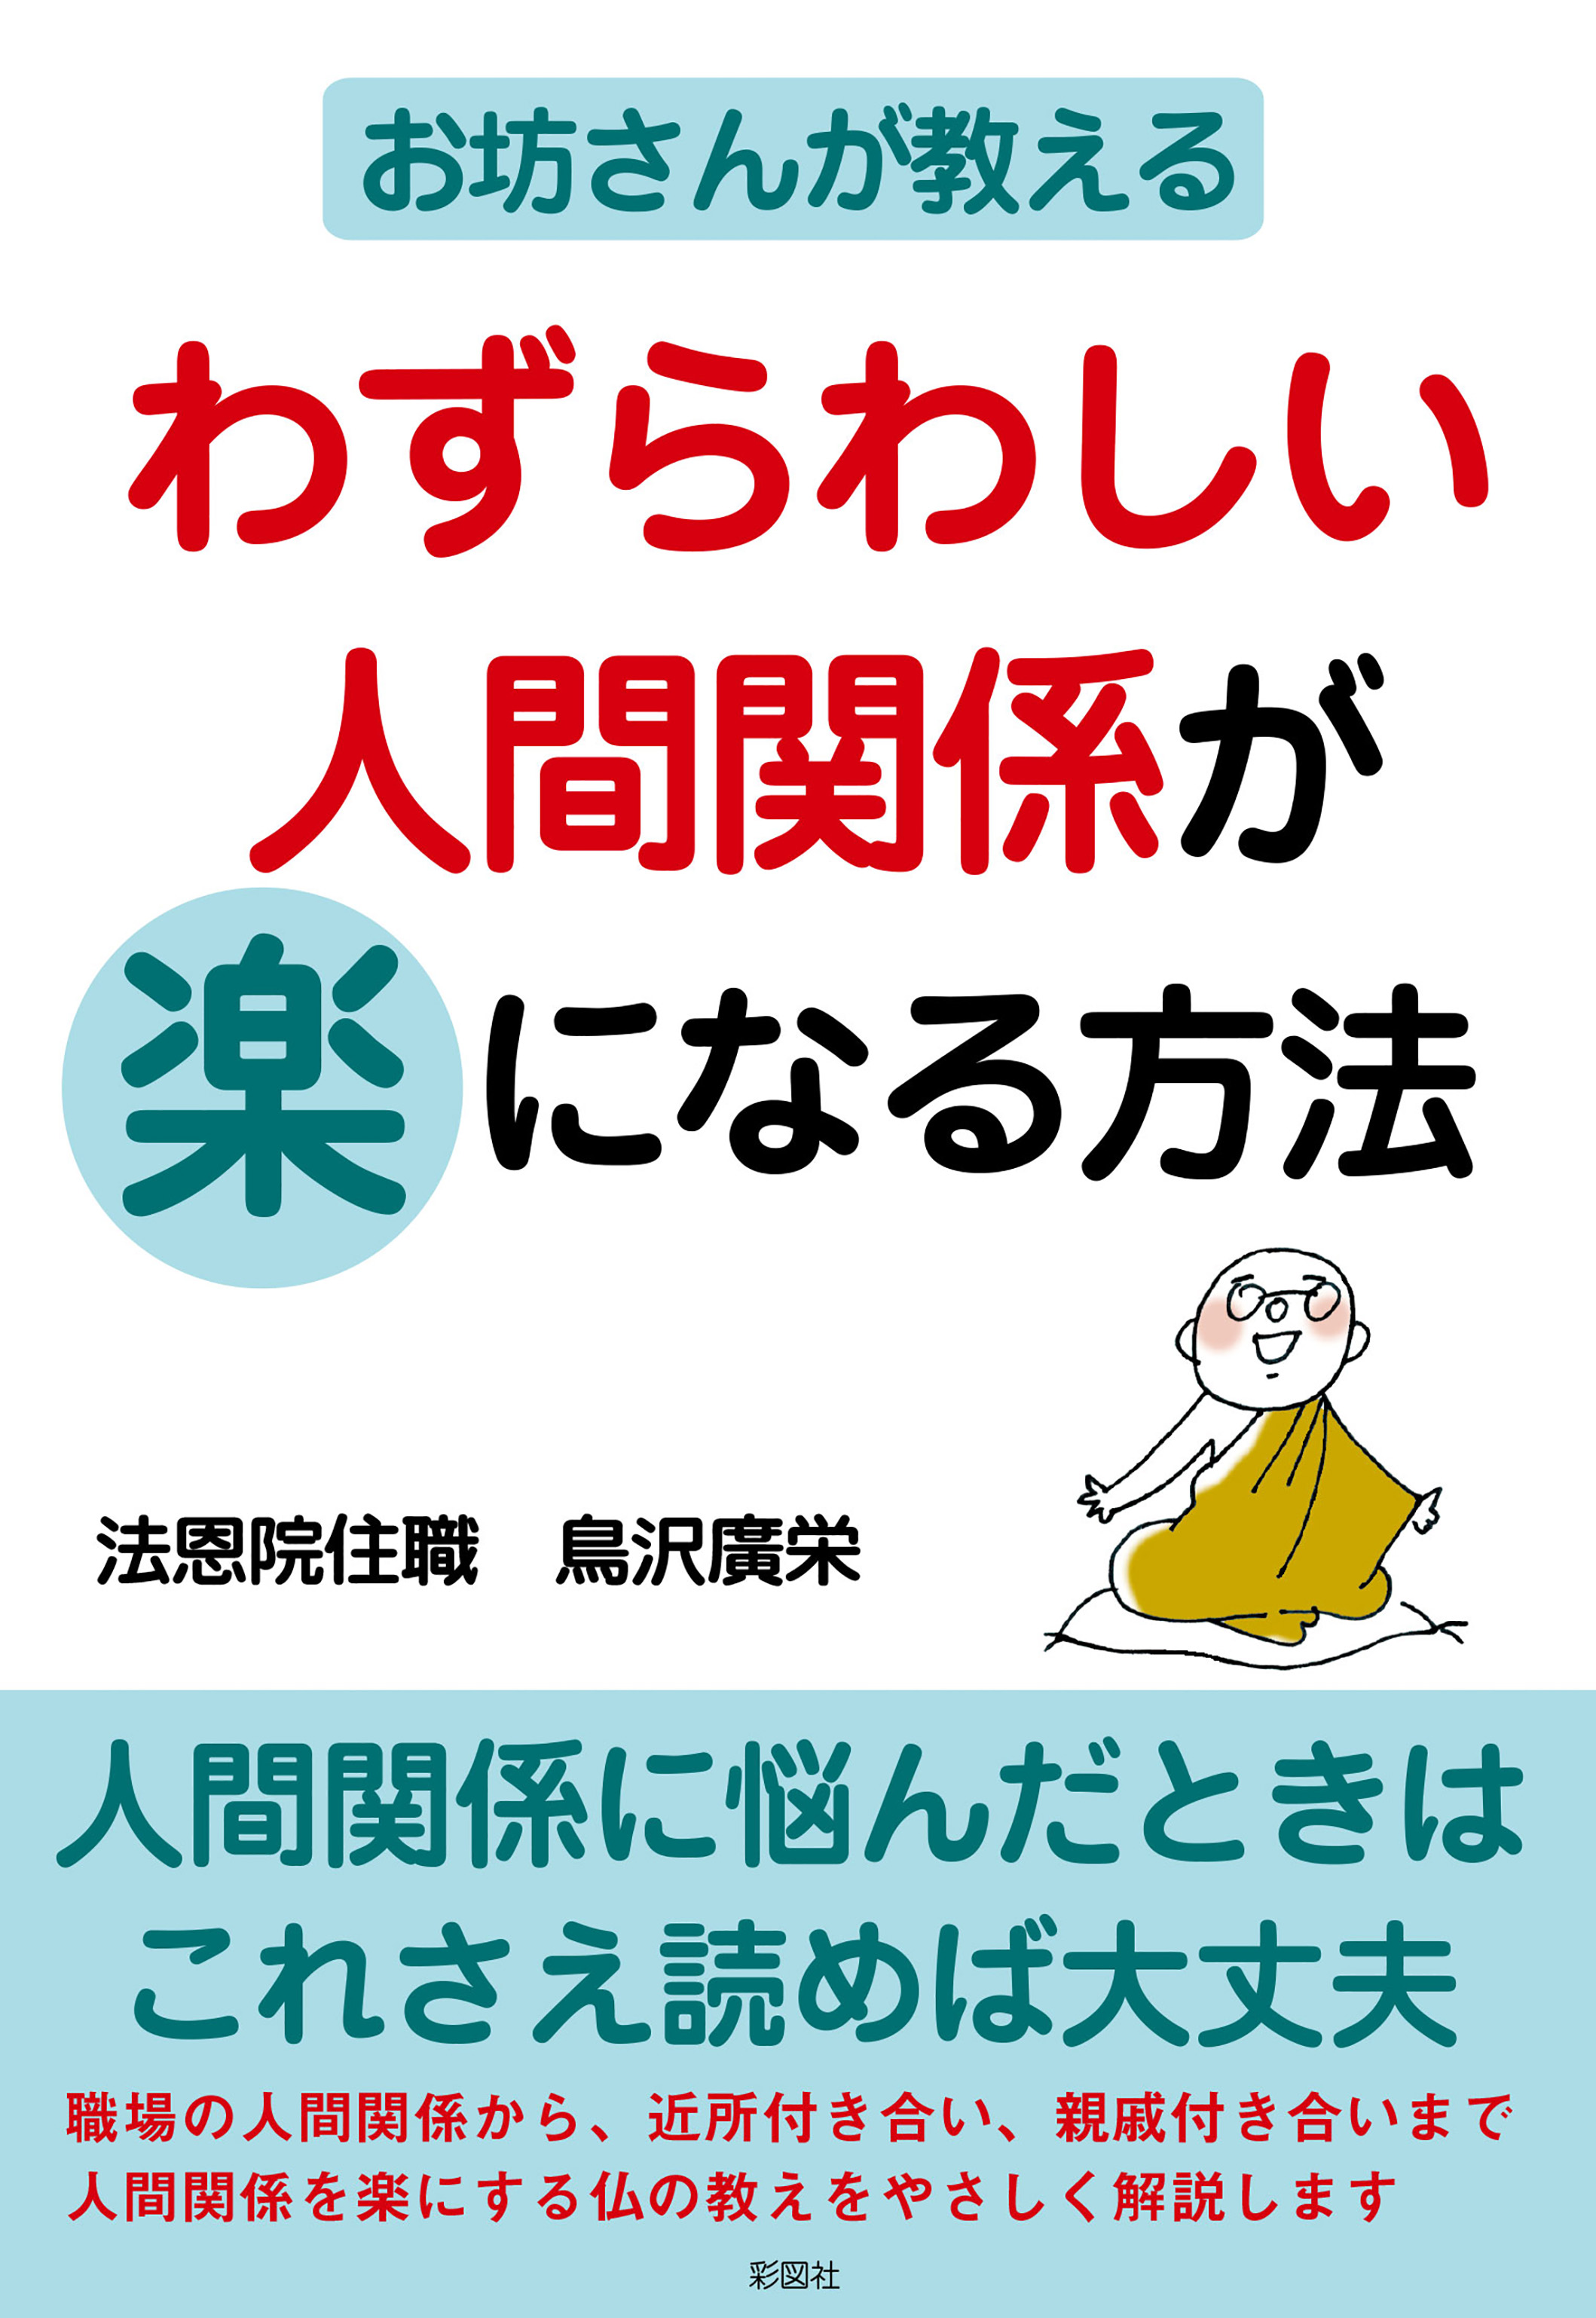 お坊さんが教える
わずらわしい
人間関係が
楽になる方法
法恩院住職　鳥沢廣栄
人間関係に悩んだときは
これさえ読めば大丈夫
職場の人間関係から、近所付き合い、親戚付き合いまで
人間関係を楽にする仏の教えをやさしく解説します
彩図社